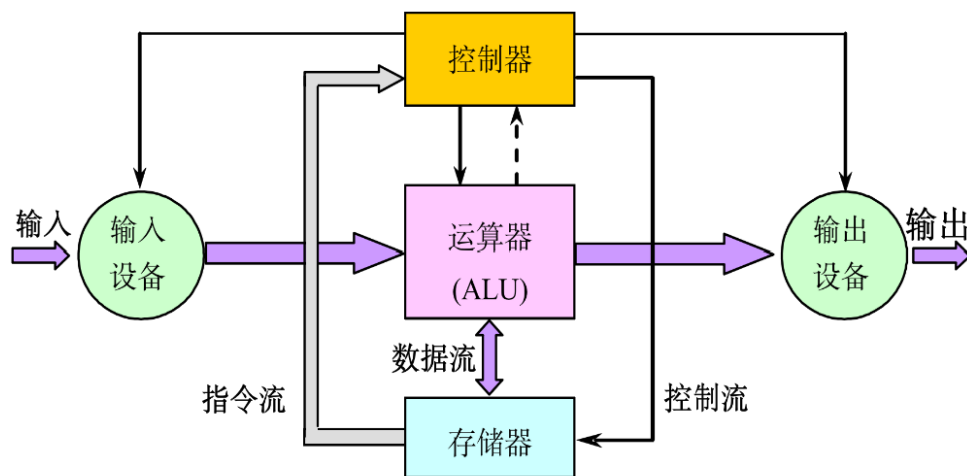 控制器
输入
输入
设备
运算器
(ALU)
输出
设备
输出
数据流
指令流
控制流
存储器